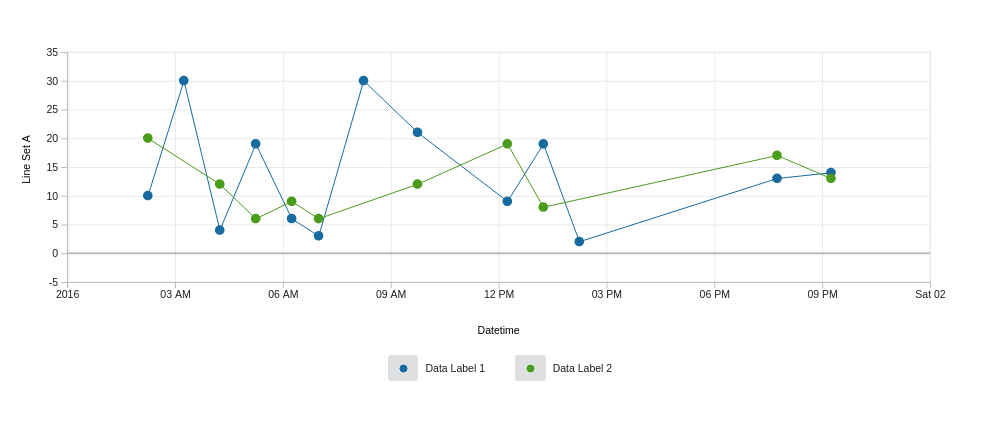 35
30
25
20
15
10
5
0
-5
Line Set A
2016 03 AM 06 AM 09 AM 12 PM 03 PM 06 PM 09 PM Sat 02
Datetime
Data Label 1 Data Label 2